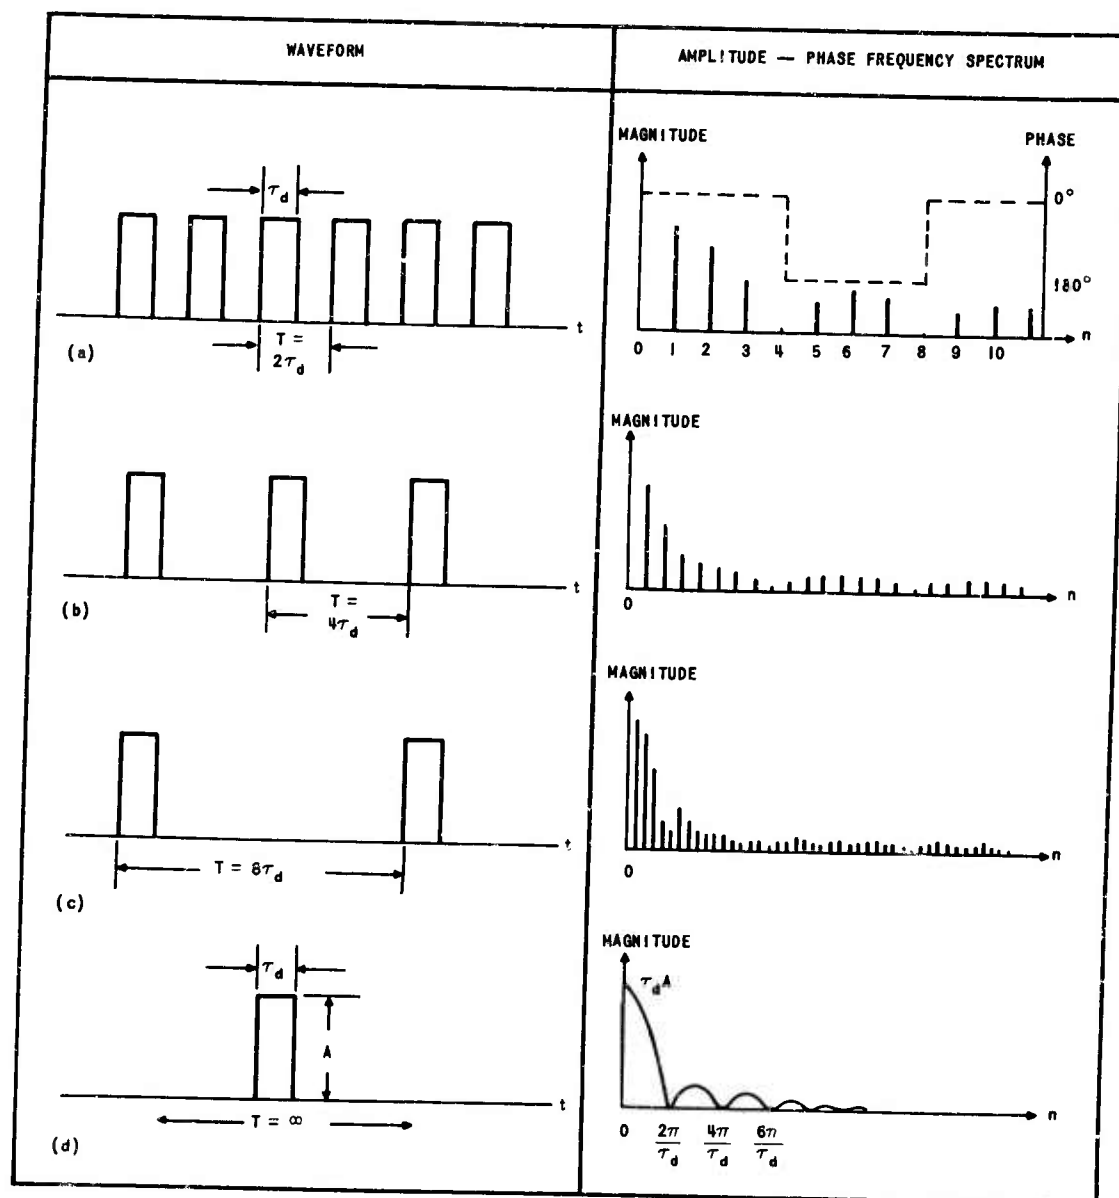 WAVEFORM
AMPLITUDE — PHASE FREQUENCY SPECTRUM
τd
t
T =
2τd
(a)
MAGNITUDE
PHASE
0°
180°
0 1 2 3 4 5 6 7 8 9 10
n
t
T =
4τd
(b)
MAGNITUDE
0
n
t
T = 8τd
(c)
MAGNITUDE
0
n
τd
A
t
T = ∞
(d)
MAGNITUDE
τdA
n
0 2π/τd 4π/τd 6π/τd